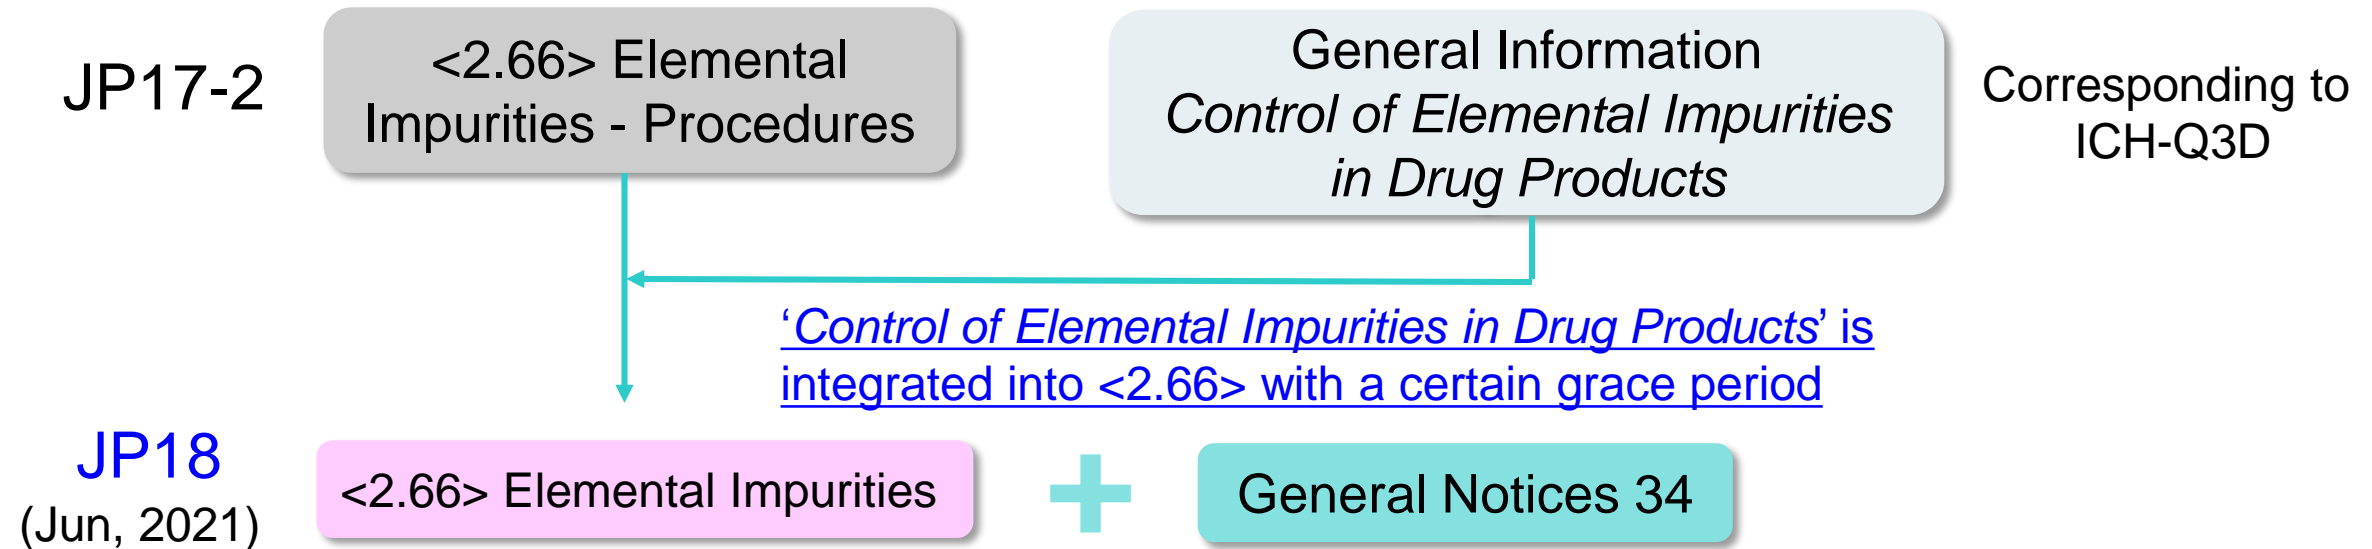 JP17-2
<2.66> Elemental
Impurities - Procedures
General Information
Control of Elemental Impurities
in Drug Products
Corresponding to
ICH-Q3D
‘Control of Elemental Impurities in Drug Products’ is
integrated into <2.66> with a certain grace period
JP18
(Jun, 2021)
<2.66> Elemental Impurities
+
General Notices 34